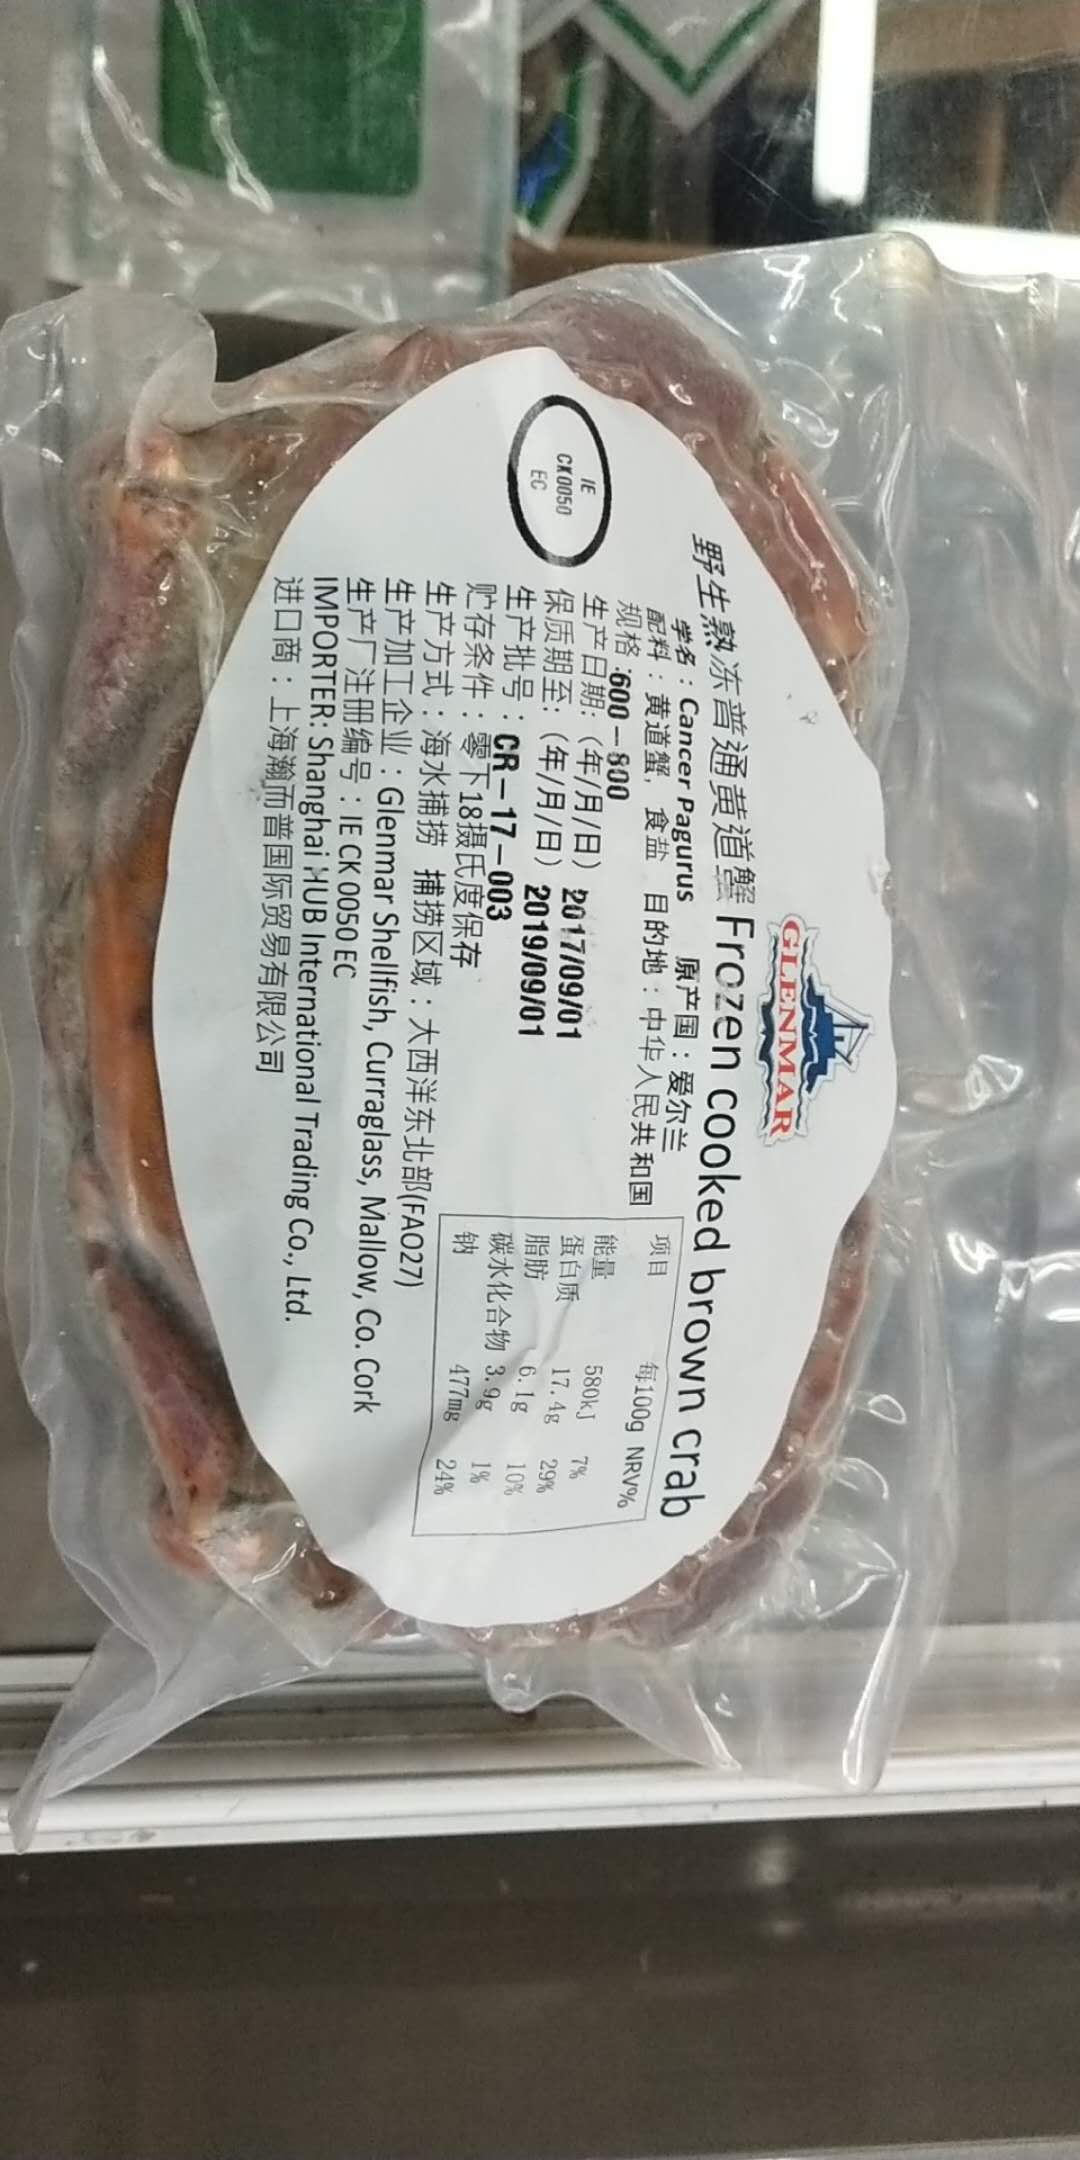 GLENMAR
野生熟冻普通黄道蟹 Frozen cooked brown crab
学名：Cancer Pagurus 原产国：爱尔兰
配料：黄道蟹，食盐 目的地：中华人民共和国
规格:600-800
生产日期:（年/月/日） 2017/09/01
保质期至:（年/月/日） 2019/09/01
生产批号：CR-17-003
贮存条件：零下18摄氏度保存
生产方式：海水捕捞 捕捞区域：大西洋东北部(FAO27)
生产加工企业：Glenmar Shellfish, Curraglass, Mallow, Co. Cork
生产厂注册编号：IE CK 0050 EC
IMPORTER: Shanghai HUB International Trading Co., Ltd.
进口商：上海瀚而普国际贸易有限公司
IE
CK0050
EC
项目 每100g NRV%
能量 580kJ 7%
蛋白质 17.4g 29%
脂肪 6.1g 10%
碳水化合物 3.9g 1%
钠 477mg 24%